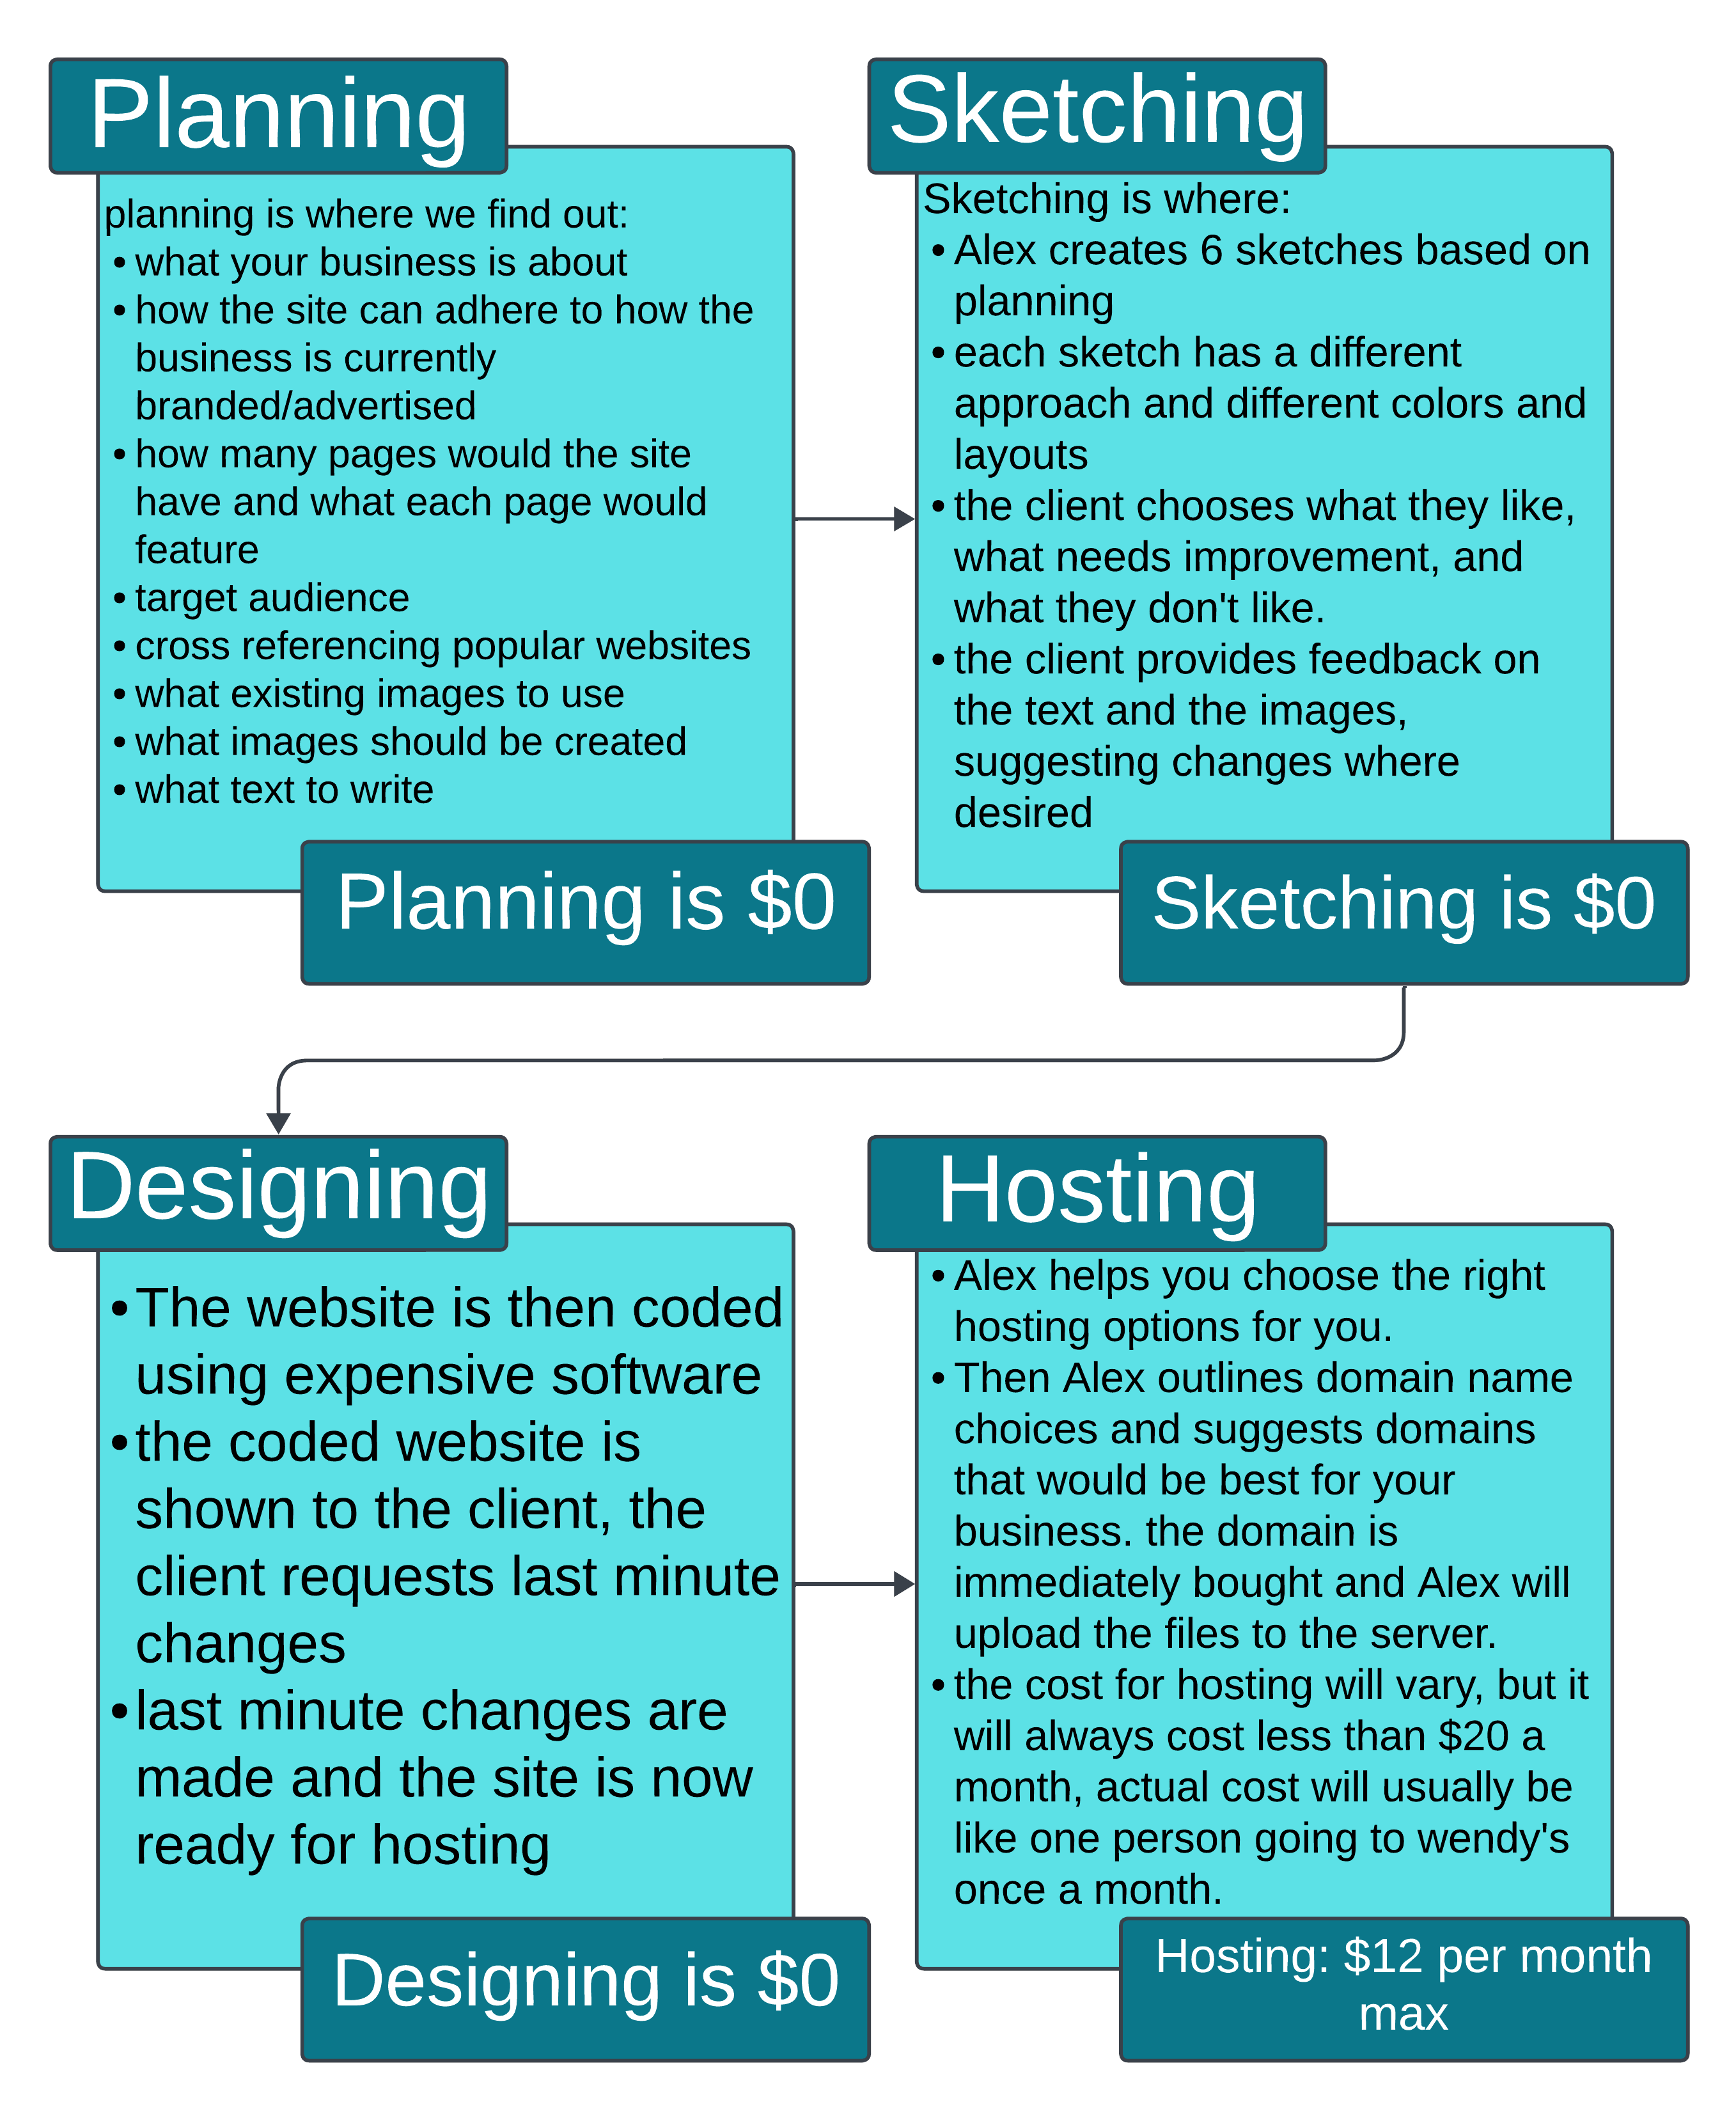 Planning
planning is where we find out:
• what your business is about
• how the site can adhere to how the
business is currently
branded/advertised
• how many pages would the site
have and what each page would
feature
• target audience
• cross referencing popular websites
• what existing images to use
• what images should be created
• what text to write
Planning is $0
Sketching
Sketching is where:
• Alex creates 6 sketches based on
planning
• each sketch has a different
approach and different colors and
layouts
• the client chooses what they like,
what needs improvement, and
what they don't like.
• the client provides feedback on
the text and the images,
suggesting changes where
desired
Sketching is $0
Designing
• The website is then coded
using expensive software
• the coded website is
shown to the client, the
client requests last minute
changes
• last minute changes are
made and the site is now
ready for hosting
Designing is $0
Hosting
• Alex helps you choose the right
hosting options for you.
• Then Alex outlines domain name
choices and suggests domains
that would be best for your
business. the domain is
immediately bought and Alex will
upload the files to the server.
• the cost for hosting will vary, but it
will always cost less than $20 a
month, actual cost will usually be
like one person going to wendy's
once a month.
Hosting: $12 per month
max